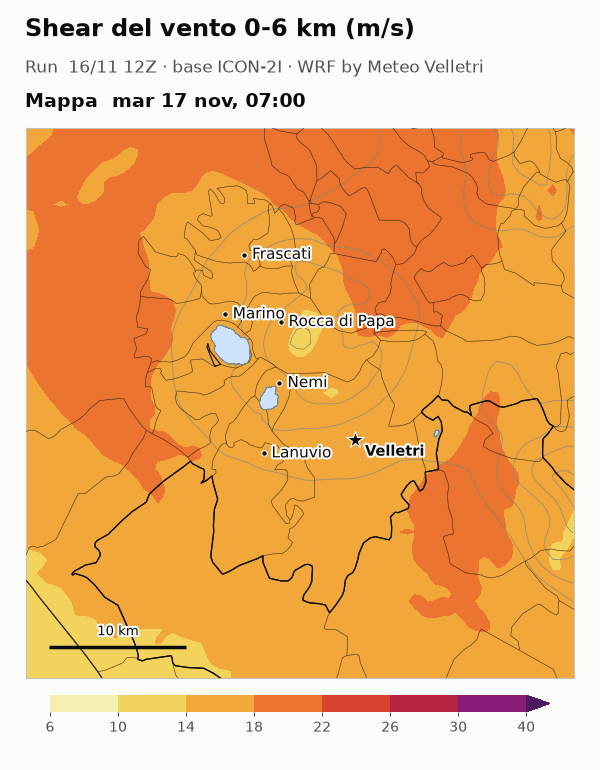 Shear del vento 0-6 km (m/s)
Run  16/11 12Z · base ICON-2I · WRF by Meteo Velletri
Mappa  mar 17 nov, 07:00
Frascati
Marino
Rocca di Papa
Nemi
Velletri
Lanuvio
10 km
6 10 14 18 22 26 30 40